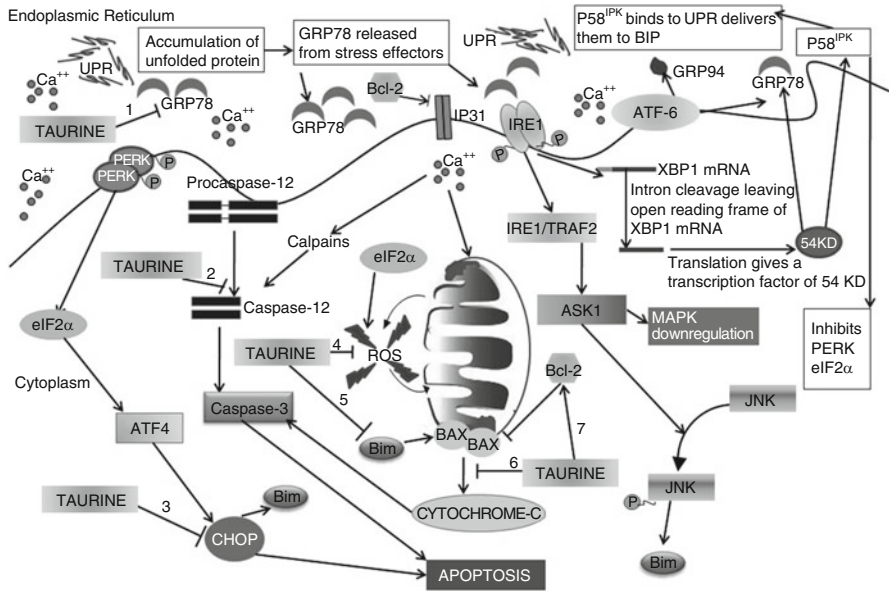 Endoplasmic Reticulum
UPR
Ca++
Accumulation of
unfolded protein
GRP78 released
from stress effectors
UPR
P58IPK binds to UPR delivers
them to BIP
P58IPK
GRP94
GRP78
Bcl-2
IP31
Ca++
ATF-6
IRE1
P
P
1
GRP78
Ca++
GRP78
TAURINE
PERK
PERK
P
P
Ca++
Procaspase-12
Ca++
XBP1 mRNA
Intron cleavage leaving
open reading frame of
XBP1 mRNA
54KD
Translation gives a
transcription factor of 54 KD
IRE1/TRAF2
Calpains
TAURINE
2
eIF2α
Caspase-12
ASK1
MAPK
downregulation
Inhibits
PERK
eIF2α
eIF2α
Cytoplasm
TAURINE
4
ROS
5
Bcl-2
Caspase-3
JNK
ATF4
Bim
BAX
BAX
7
6
TAURINE
TAURINE
3
Bim
CYTOCHROME-C
JNK
P
CHOP
APOPTOSIS
Bim